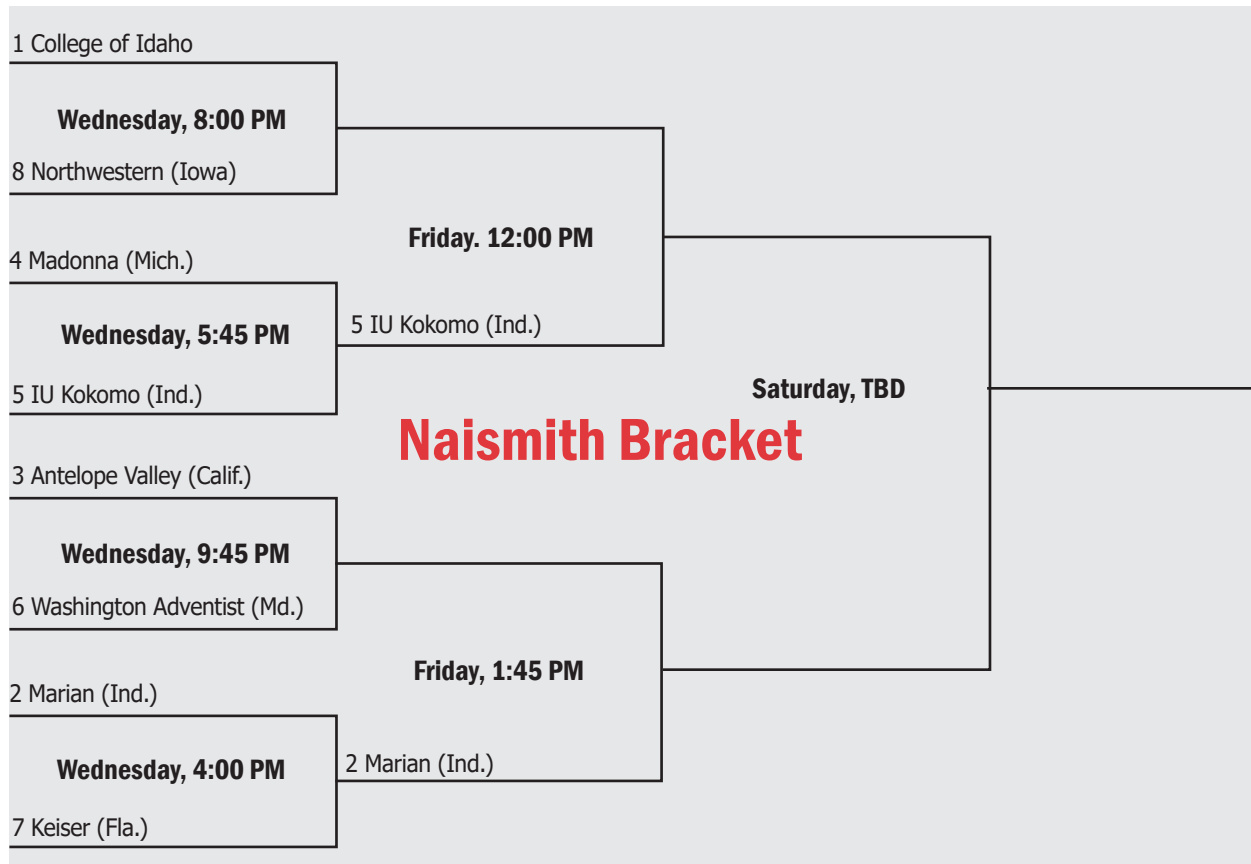 1 College of Idaho
Wednesday, 8:00 PM
8 Northwestern (Iowa)
Friday. 12:00 PM
4 Madonna (Mich.)
Wednesday, 5:45 PM
5 IU Kokomo (Ind.)
5 IU Kokomo (Ind.)
Saturday, TBD
Naismith Bracket
3 Antelope Valley (Calif.)
Wednesday, 9:45 PM
6 Washington Adventist (Md.)
Friday, 1:45 PM
2 Marian (Ind.)
Wednesday, 4:00 PM
2 Marian (Ind.)
7 Keiser (Fla.)